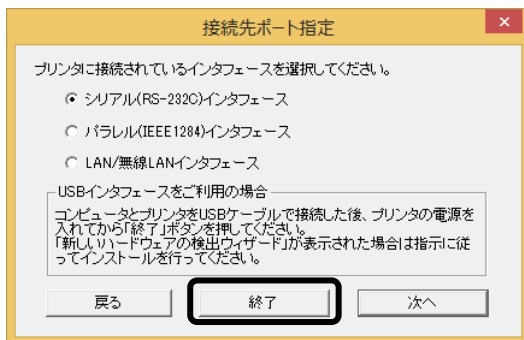 接続先ポート指定
プリンタに接続されているインタフェースを選択してください。
シリアル(RS-232C)インタフェース
パラレル(IEEE1284)インタフェース
LAN/無線LANインタフェース
USBインタフェースをご利用の場合
コンピュータとプリンタをUSBケーブルで接続した後、プリンタの電源を
入れてから「終了」ボタンを押してください。
「新しいハードウェアの検出ウィザード」が表示された場合は指示に従
ってインストールを行ってください。
戻る 終了 次へ